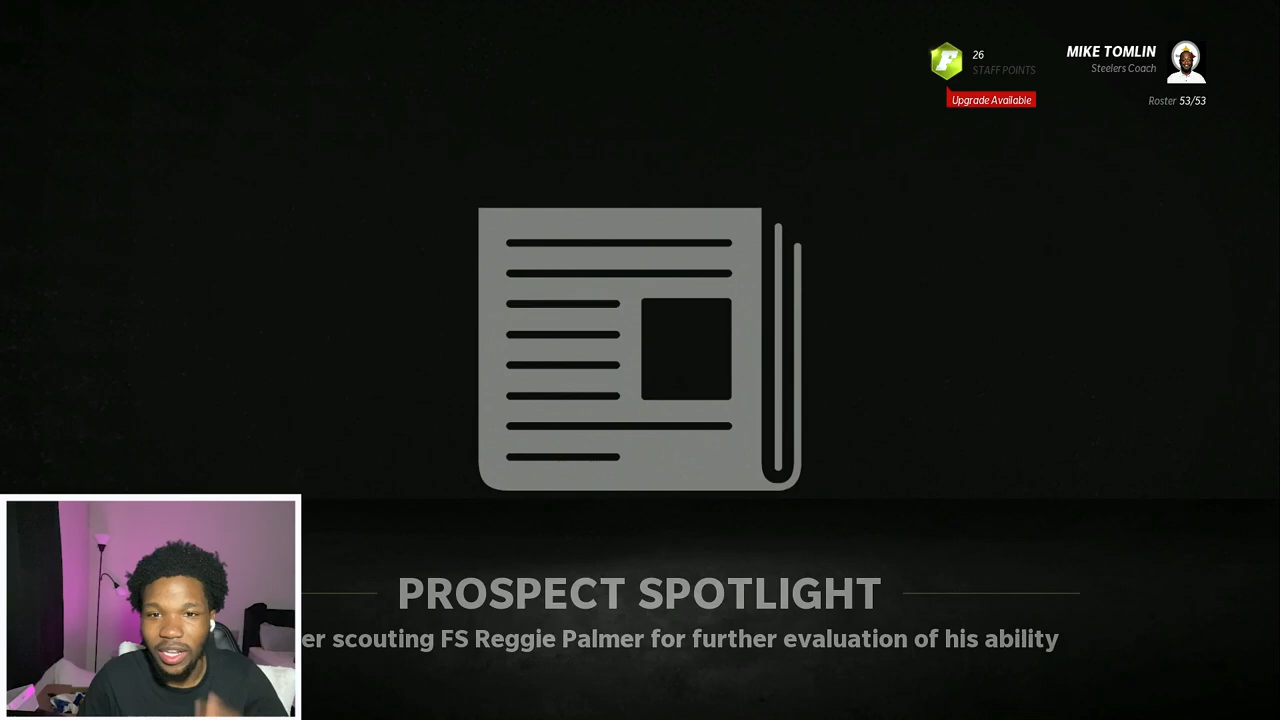 26
STAFF POINTS
Upgrade Available
MIKE TOMLIN
Steelers Coach
Roster 53/53
PROSPECT SPOTLIGHT
er scouting FS Reggie Palmer for further evaluation of his ability